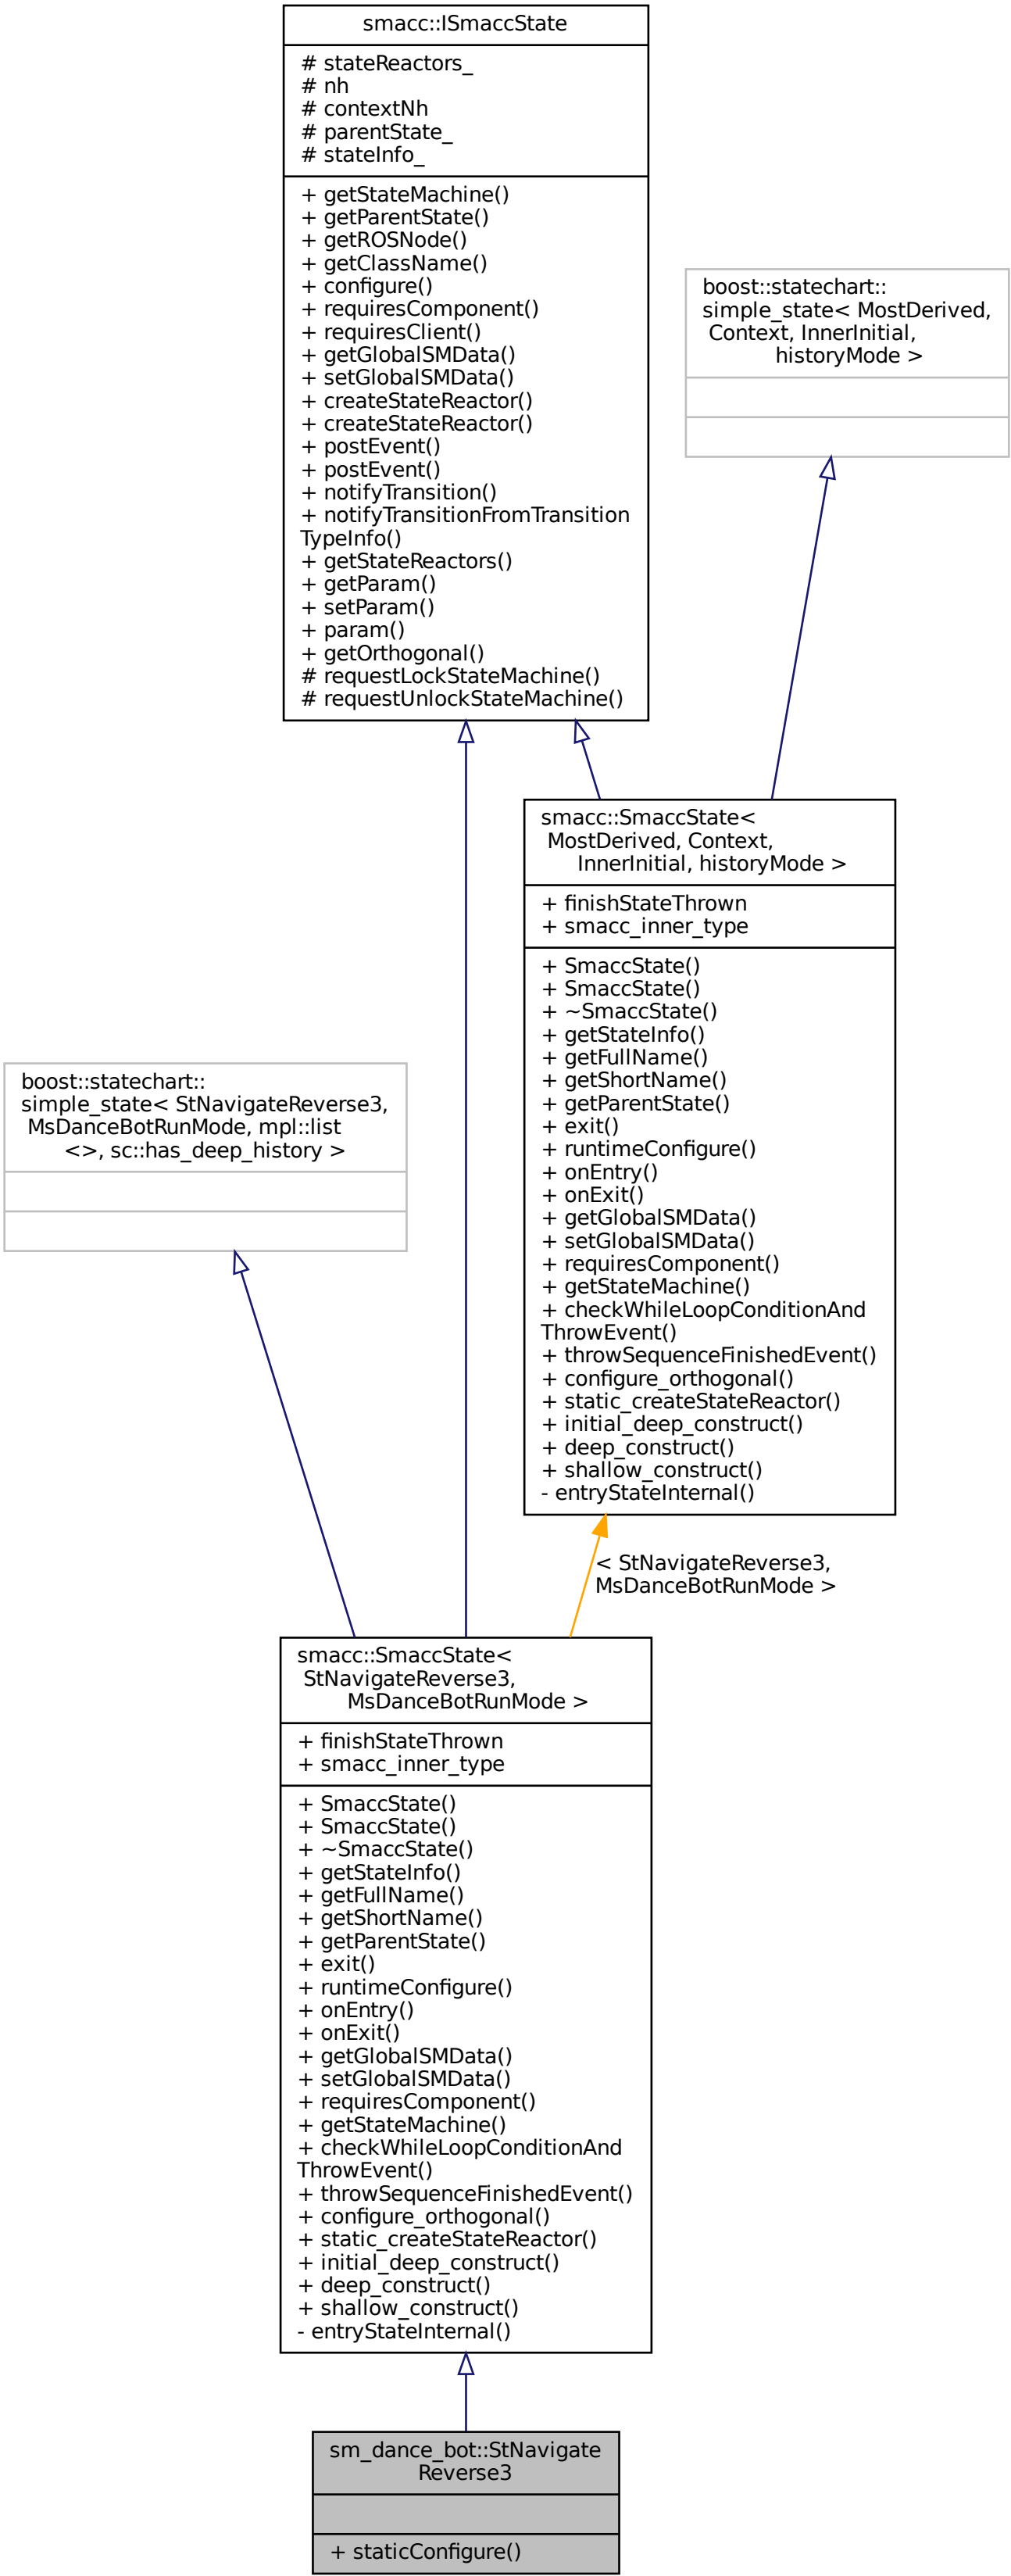 smacc::ISmaccState
# stateReactors_
# nh
# contextNh
# parentState_
# stateInfo_
+ getStateMachine()
+ getParentState()
+ getROSNode()
+ getClassName()
+ configure()
+ requiresComponent()
+ requiresClient()
+ getGlobalSMData()
+ setGlobalSMData()
+ createStateReactor()
+ createStateReactor()
+ postEvent()
+ postEvent()
+ notifyTransition()
+ notifyTransitionFromTransition
TypeInfo()
+ getStateReactors()
+ getParam()
+ setParam()
+ param()
+ getOrthogonal()
# requestLockStateMachine()
# requestUnlockStateMachine()
boost::statechart::
simple_state< MostDerived,
Context, InnerInitial,
historyMode >
smacc::SmaccState<
MostDerived, Context,
InnerInitial, historyMode >
+ finishStateThrown
+ smacc_inner_type
+ SmaccState()
+ SmaccState()
+ ~SmaccState()
+ getStateInfo()
+ getFullName()
+ getShortName()
+ getParentState()
+ exit()
+ runtimeConfigure()
+ onEntry()
+ onExit()
+ getGlobalSMData()
+ setGlobalSMData()
+ requiresComponent()
+ getStateMachine()
+ checkWhileLoopConditionAnd
ThrowEvent()
+ throwSequenceFinishedEvent()
+ configure_orthogonal()
+ static_createStateReactor()
+ initial_deep_construct()
+ deep_construct()
+ shallow_construct()
- entryStateInternal()
boost::statechart::
simple_state< StNavigateReverse3,
MsDanceBotRunMode, mpl::list
<>, sc::has_deep_history >
< StNavigateReverse3,
MsDanceBotRunMode >
smacc::SmaccState<
StNavigateReverse3,
MsDanceBotRunMode >
+ finishStateThrown
+ smacc_inner_type
+ SmaccState()
+ SmaccState()
+ ~SmaccState()
+ getStateInfo()
+ getFullName()
+ getShortName()
+ getParentState()
+ exit()
+ runtimeConfigure()
+ onEntry()
+ onExit()
+ getGlobalSMData()
+ setGlobalSMData()
+ requiresComponent()
+ getStateMachine()
+ checkWhileLoopConditionAnd
ThrowEvent()
+ throwSequenceFinishedEvent()
+ configure_orthogonal()
+ static_createStateReactor()
+ initial_deep_construct()
+ deep_construct()
+ shallow_construct()
- entryStateInternal()
sm_dance_bot::StNavigate
Reverse3
+ staticConfigure()